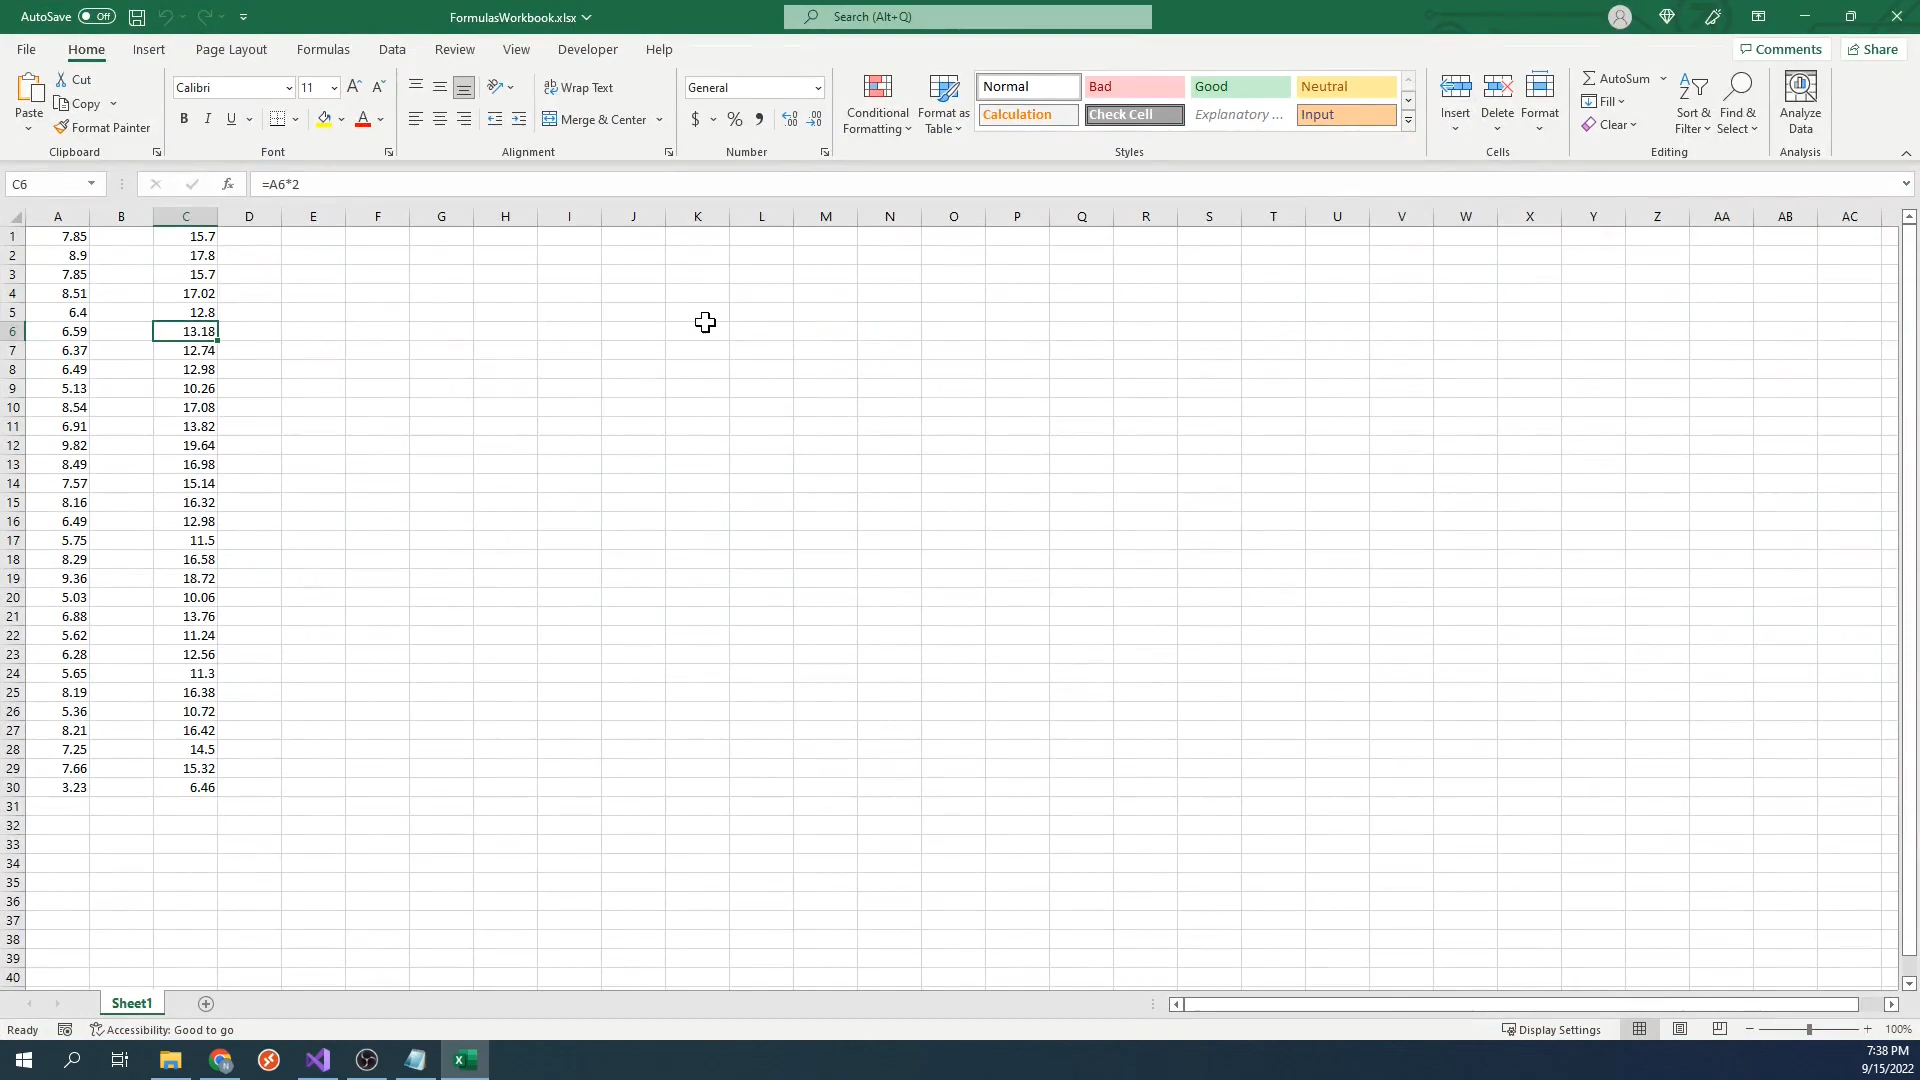 AutoSave Off FormulasWorkbook.xlsx Search (Alt+Q)
File Home Insert Page Layout Formulas Data Review View Developer Help Comments Share
Paste
Cut
Copy
Format Painter
Clipboard
Calibri 11
B I U
Font
Wrap Text
Merge & Center
Alignment
General
$ % 9
Number
Conditional Formatting
Format as Table
Normal Bad Good Neutral
Calculation Check Cell Explanatory ... Input
Styles
Insert Delete Format
Cells
AutoSum
Fill
Clear
Sort & Filter
Find & Select
Editing
Analyze Data
Analysis
C6 fx =A6*2
A B C D E F G H I J K L M N O P Q R S T U V W X Y Z AA AB AC
1 7.85 15.7
2 8.9 17.8
3 7.85 15.7
4 8.51 17.02
5 6.4 12.8
6 6.59 13.18
7 6.37 12.74
8 6.49 12.98
9 5.13 10.26
10 8.54 17.08
11 6.91 13.82
12 9.82 19.64
13 8.49 16.98
14 7.57 15.14
15 8.16 16.32
16 6.49 12.98
17 5.75 11.5
18 8.29 16.58
19 9.36 18.72
20 5.03 10.06
21 6.88 13.76
22 5.62 11.24
23 6.28 12.56
24 5.65 11.3
25 8.19 16.38
26 5.36 10.72
27 8.21 16.42
28 7.25 14.5
29 7.66 15.32
30 3.23 6.46
31
32
33
34
35
36
37
38
39
40
Sheet1
Ready Accessibility: Good to go Display Settings 100%
7:38 PM
9/15/2022